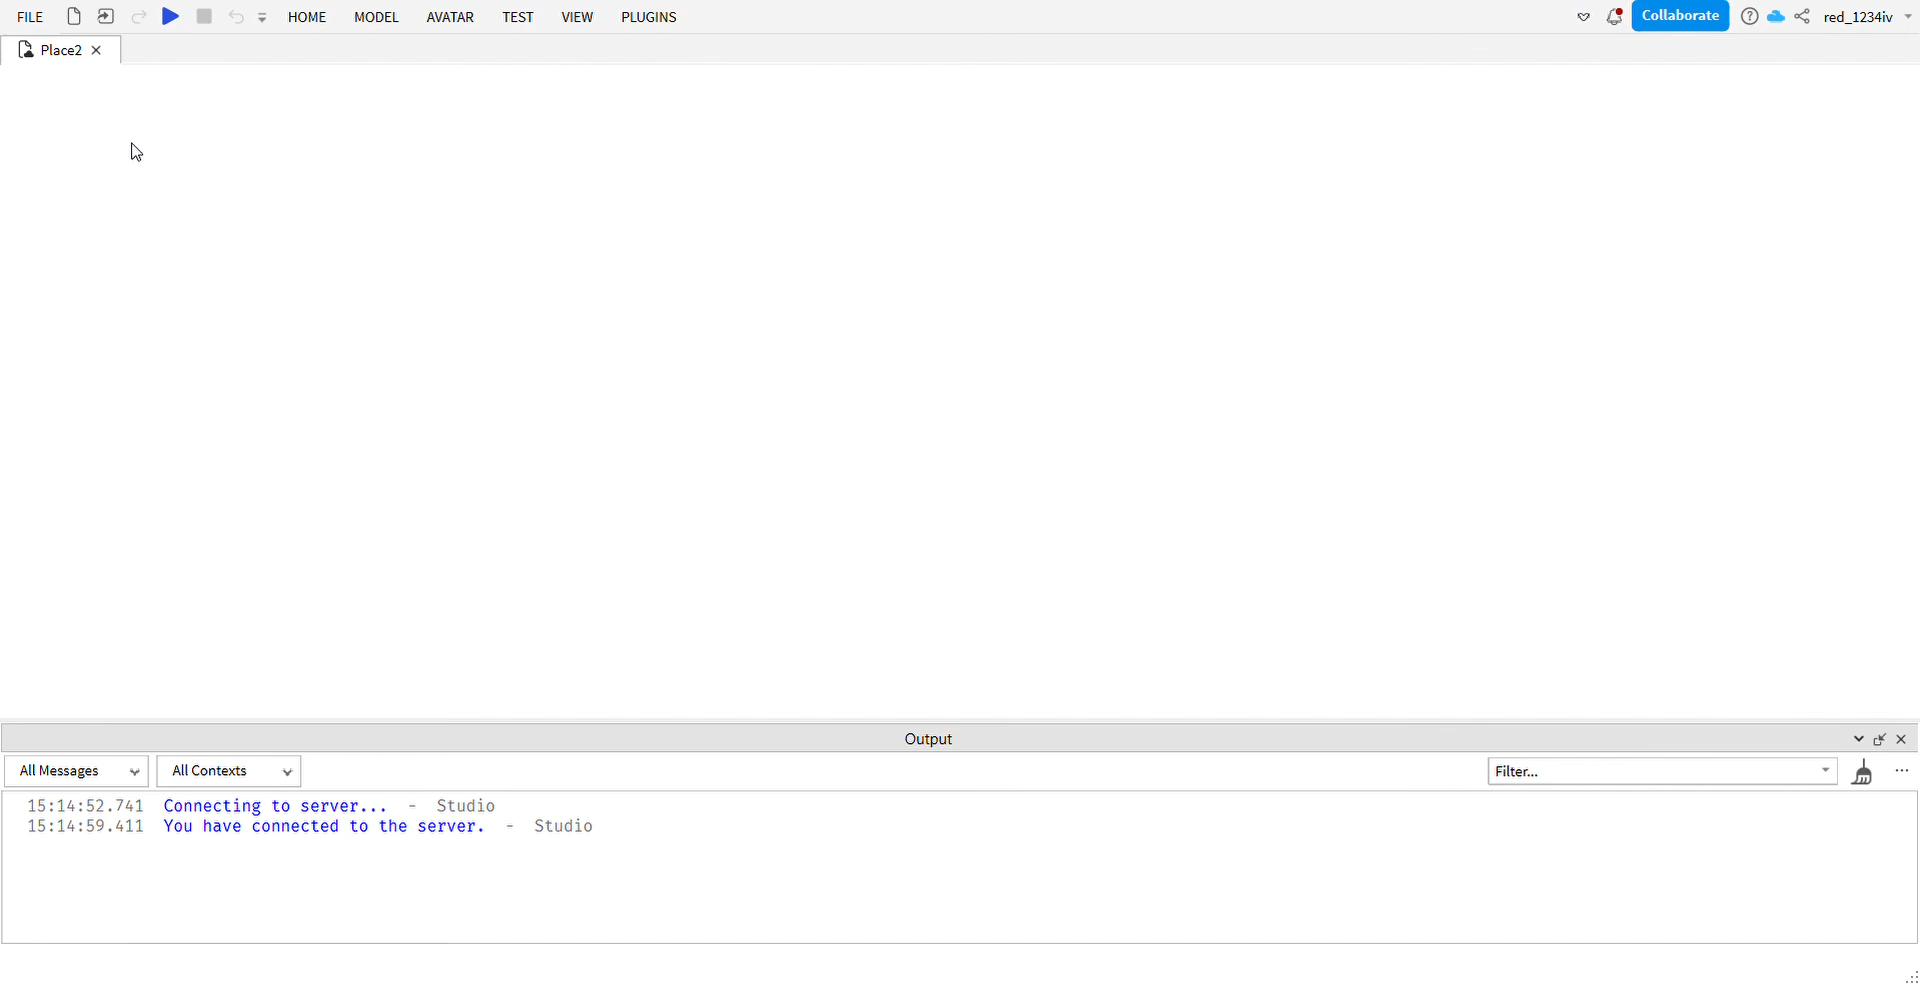 FILE HOME MODEL AVATAR TEST VIEW PLUGINS Collaborate red_1234iv
Place2
Output
All Messages All Contexts Filter...
15:14:52.741 Connecting to server... - Studio
15:14:59.411 You have connected to the server. - Studio